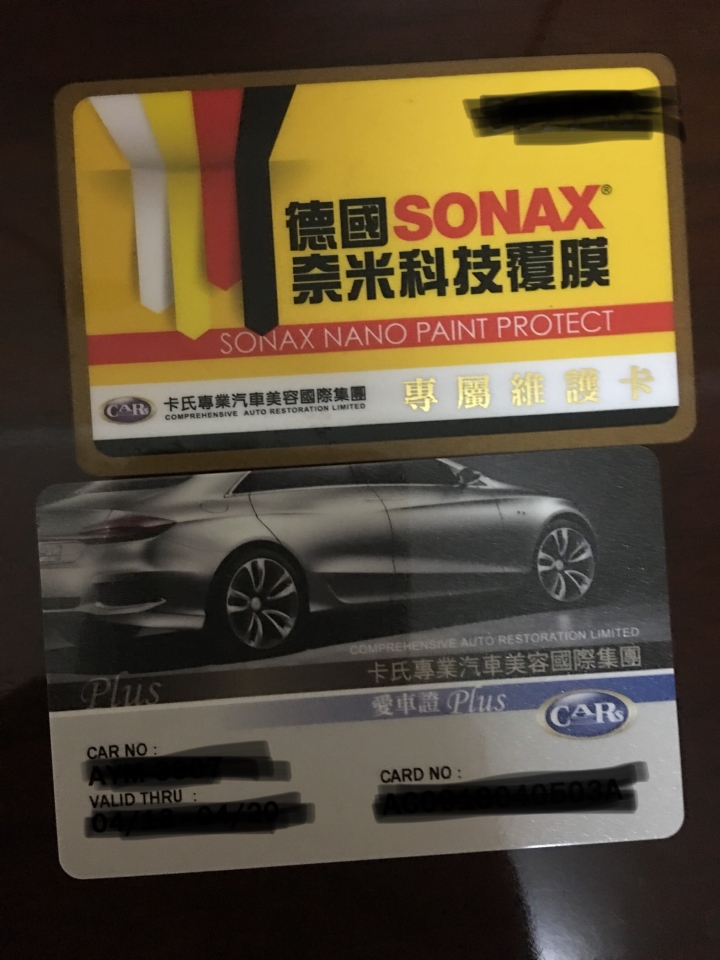 德國SONAX®
奈米科技覆膜
SONAX NANO PAINT PROTECT
CARs 卡氏專業汽車美容國際集團
COMPREHENSIVE AUTO RESTORATION LIMITED
專屬維護卡
COMPREHENSIVE AUTO RESTORATION LIMITED
卡氏專業汽車美容國際集團
Plus
愛車證 Plus
CARs
CAR NO :
CARD NO :
VALID THRU :